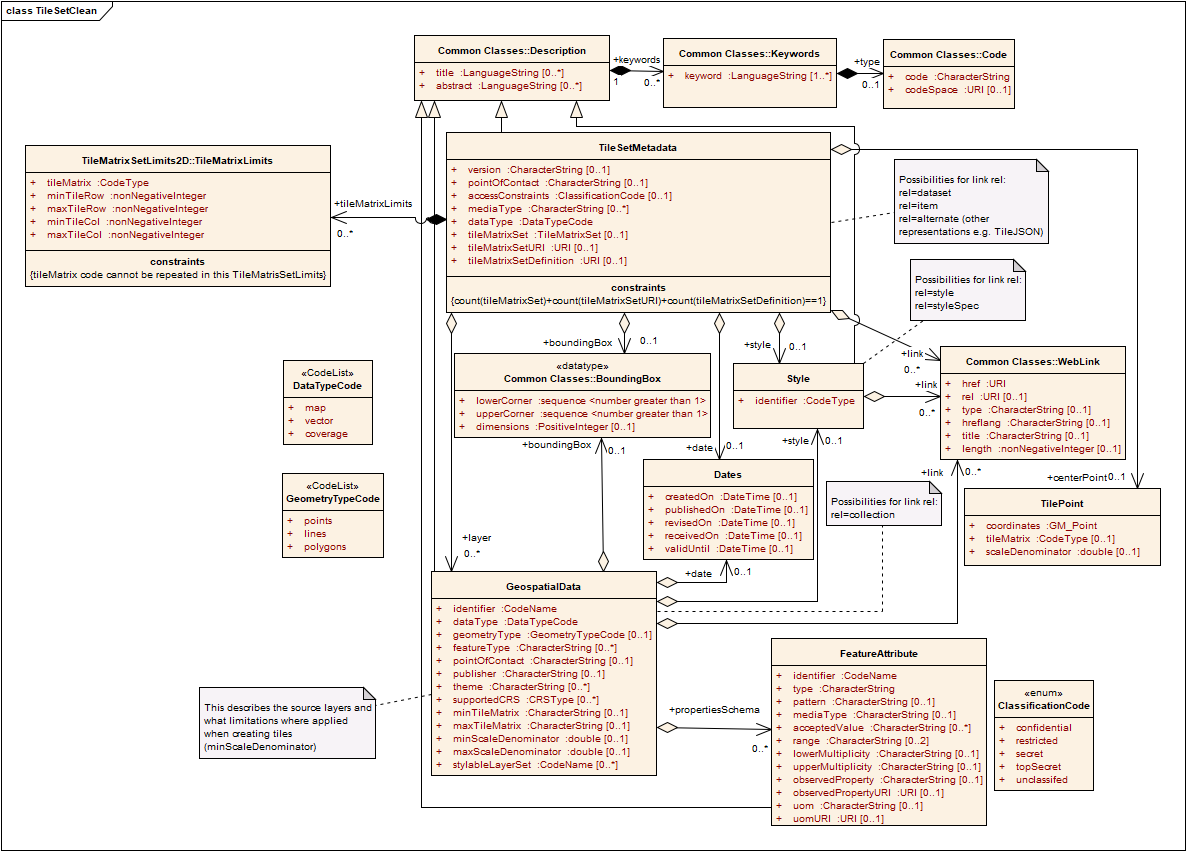 class TileSetClean
Common Classes::Description
+ title :LanguageString [0..*]
+ abstract :LanguageString [0..*]
+keywords
1
0..*
Common Classes::Keywords
+ keyword :LanguageString [1..*]
+type
0..1
Common Classes::Code
+ code :CharacterString
+ codeSpace :URI [0..1]
TileMatrixSetLimits2D::TileMatrixLimits
+ tileMatrix :CodeType
+ minTileRow :nonNegativeInteger
+ maxTileRow :nonNegativeInteger
+ minTileCol :nonNegativeInteger
+ maxTileCol :nonNegativeInteger
constraints
{tileMatrix code cannot be repeated in this TileMatrisSetLimits}
+tileMatrixLimits
0..*
TileSetMetadata
+ version :CharacterString [0..1]
+ pointOfContact :CharacterString [0..1]
+ accessConstraints :ClassificationCode [0..1]
+ mediaType :CharacterString [0..*]
+ dataType :DataTypeCode
+ tileMatrixSet :TileMatrixSet [0..1]
+ tileMatrixSetURI :URI [0..1]
+ tileMatrixSetDefinition :URI [0..1]
constraints
{count(tileMatrixSet)+count(tileMatrixSetURI)+count(tileMatrixSetDefinition)==1}
Possibilities for link rel:
rel=dataset
rel=item
rel=alternate (other
representations e.g. TileJSON)
Possibilities for link rel:
rel=style
rel=styleSpec
+boundingBox
0..1
+style
0..1
+link
0..*
«datatype»
Common Classes::BoundingBox
+ lowerCorner :sequence <number greater than 1>
+ upperCorner :sequence <number greater than 1>
+ dimensions :PositiveInteger [0..1]
Style
+ identifier :CodeType
+link
0..*
Common Classes::WebLink
+ href :URI
+ rel :URI [0..1]
+ type :CharacterString [0..1]
+ hreflang :CharacterString [0..1]
+ title :CharacterString [0..1]
+ length :nonNegativeInteger [0..1]
«CodeList»
DataTypeCode
+ map
+ vector
+ coverage
«CodeList»
GeometryTypeCode
+ points
+ lines
+ polygons
+boundingBox
0..1
+date
0..1
+style
0..1
+link
0..*
+centerPoint
0..1
Dates
+ createdOn :DateTime [0..1]
+ publishedOn :DateTime [0..1]
+ revisedOn :DateTime [0..1]
+ receivedOn :DateTime [0..1]
+ validUntil :DateTime [0..1]
Possibilities for link rel:
rel=collection
TilePoint
+ coordinates :GM_Point
+ tileMatrix :CodeType [0..1]
+ scaleDenominator :double [0..1]
+layer
0..*
+date
0..1
GeospatialData
+ identifier :CodeName
+ dataType :DataTypeCode
+ geometryType :GeometryTypeCode [0..1]
+ featureType :CharacterString [0..*]
+ pointOfContact :CharacterString [0..1]
+ publisher :CharacterString [0..1]
+ theme :CharacterString [0..*]
+ supportedCRS :CRSType [0..*]
+ minTileMatrix :CharacterString [0..1]
+ maxTileMatrix :CharacterString [0..1]
+ minScaleDenominator :double [0..1]
+ maxScaleDenominator :double [0..1]
+ stylableLayerSet :CodeName [0..*]
This describes the source layers and
what limitations where applied
when creating tiles
(minScaleDenominator)
+propertiesSchema
0..*
FeatureAttribute
+ identifier :CodeName
+ type :CharacterString
+ pattern :CharacterString [0..1]
+ mediaType :CharacterString [0..1]
+ acceptedValue :CharacterString [0..*]
+ range :CharacterString [0..2]
+ lowerMultiplicity :CharacterString [0..1]
+ upperMultiplicity :CharacterString [0..1]
+ observedProperty :CharacterString [0..1]
+ observedPropertyURI :URI [0..1]
+ uom :CharacterString [0..1]
+ uomURI :URI [0..1]
«enum»
ClassificationCode
+ confidential
+ restricted
+ secret
+ topSecret
+ unclassifed